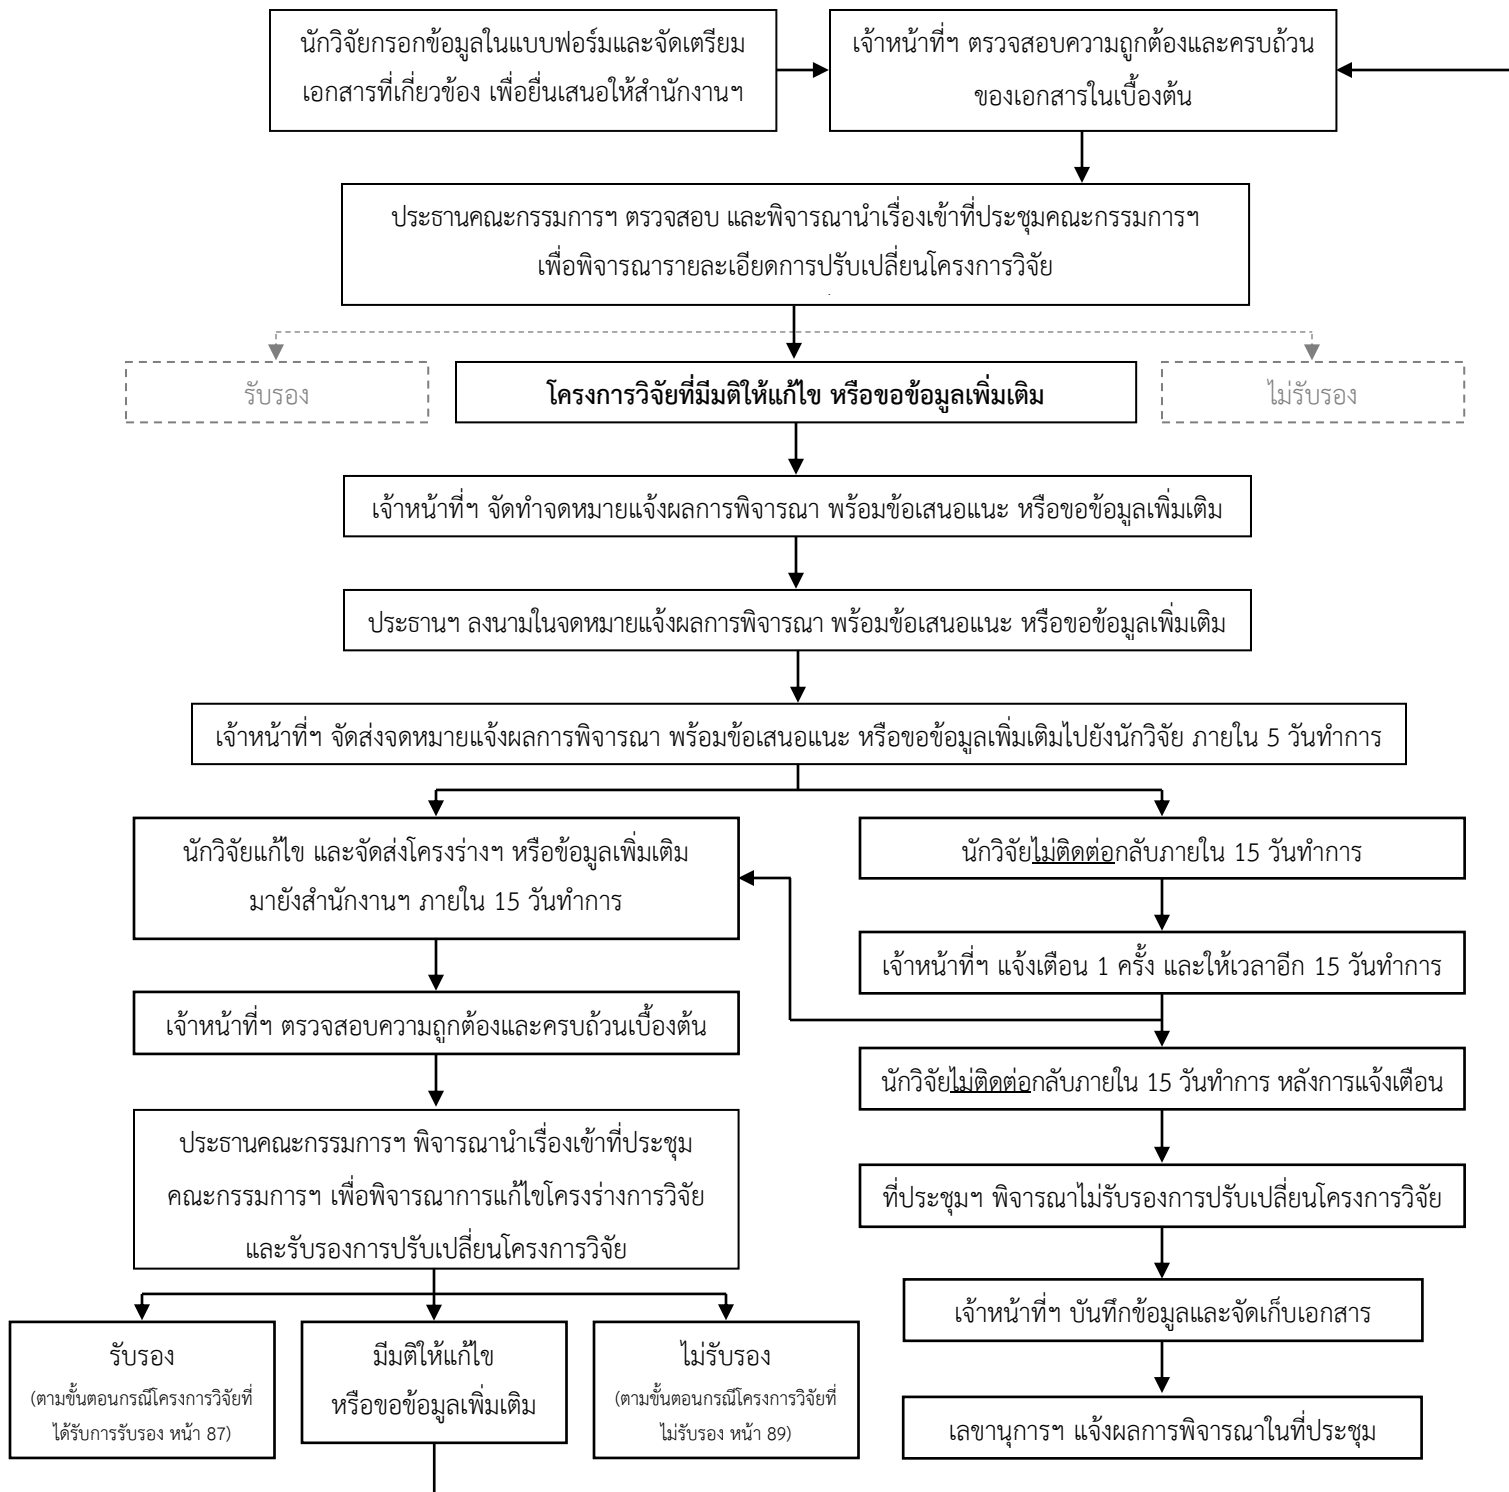 นักวิจัยกรอกข้อมูลในแบบฟอร์มและจัดเตรียม
เอกสารที่เกี่ยวข้อง เพื่อยื่นเสนอให้สำนักงานฯ
เจ้าหน้าที่ฯ ตรวจสอบความถูกต้องและครบถ้วน
ของเอกสารในเบื้องต้น
ประธานคณะกรรมการฯ ตรวจสอบ และพิจารณานำเรื่องเข้าที่ประชุมคณะกรรมการฯ
เพื่อพิจารณารายละเอียดการปรับเปลี่ยนโครงการวิจัย
รับรอง
โครงการวิจัยที่มีมติให้แก้ไข หรือขอข้อมูลเพิ่มเติม
ไม่รับรอง
เจ้าหน้าที่ฯ จัดทำจดหมายแจ้งผลการพิจารณา พร้อมข้อเสนอแนะ หรือขอข้อมูลเพิ่มเติม
ประธานฯ ลงนามในจดหมายแจ้งผลการพิจารณา พร้อมข้อเสนอแนะ หรือขอข้อมูลเพิ่มเติม
เจ้าหน้าที่ฯ จัดส่งจดหมายแจ้งผลการพิจารณา พร้อมข้อเสนอแนะ หรือขอข้อมูลเพิ่มเติมไปยังนักวิจัย ภายใน 5 วันทำการ
นักวิจัยแก้ไข และจัดส่งโครงร่างฯ หรือข้อมูลเพิ่มเติม
มายังสำนักงานฯ ภายใน 15 วันทำการ
เจ้าหน้าที่ฯ ตรวจสอบความถูกต้องและครบถ้วนเบื้องต้น
ประธานคณะกรรมการฯ พิจารณานำเรื่องเข้าที่ประชุม
คณะกรรมการฯ เพื่อพิจารณาการแก้ไขโครงร่างการวิจัย
และรับรองการปรับเปลี่ยนโครงการวิจัย
รับรอง
(ตามขั้นตอนกรณีโครงการวิจัยที่
ได้รับการรับรอง หน้า 87)
มีมติให้แก้ไข
หรือขอข้อมูลเพิ่มเติม
ไม่รับรอง
(ตามขั้นตอนกรณีโครงการวิจัยที่
ไม่รับรอง หน้า 89)
นักวิจัยไม่ติดต่อกลับภายใน 15 วันทำการ
เจ้าหน้าที่ฯ แจ้งเตือน 1 ครั้ง และให้เวลาอีก 15 วันทำการ
นักวิจัยไม่ติดต่อกลับภายใน 15 วันทำการ หลังการแจ้งเตือน
ที่ประชุมฯ พิจารณาไม่รับรองการปรับเปลี่ยนโครงการวิจัย
เจ้าหน้าที่ฯ บันทึกข้อมูลและจัดเก็บเอกสาร
เลขานุการฯ แจ้งผลการพิจารณาในที่ประชุม